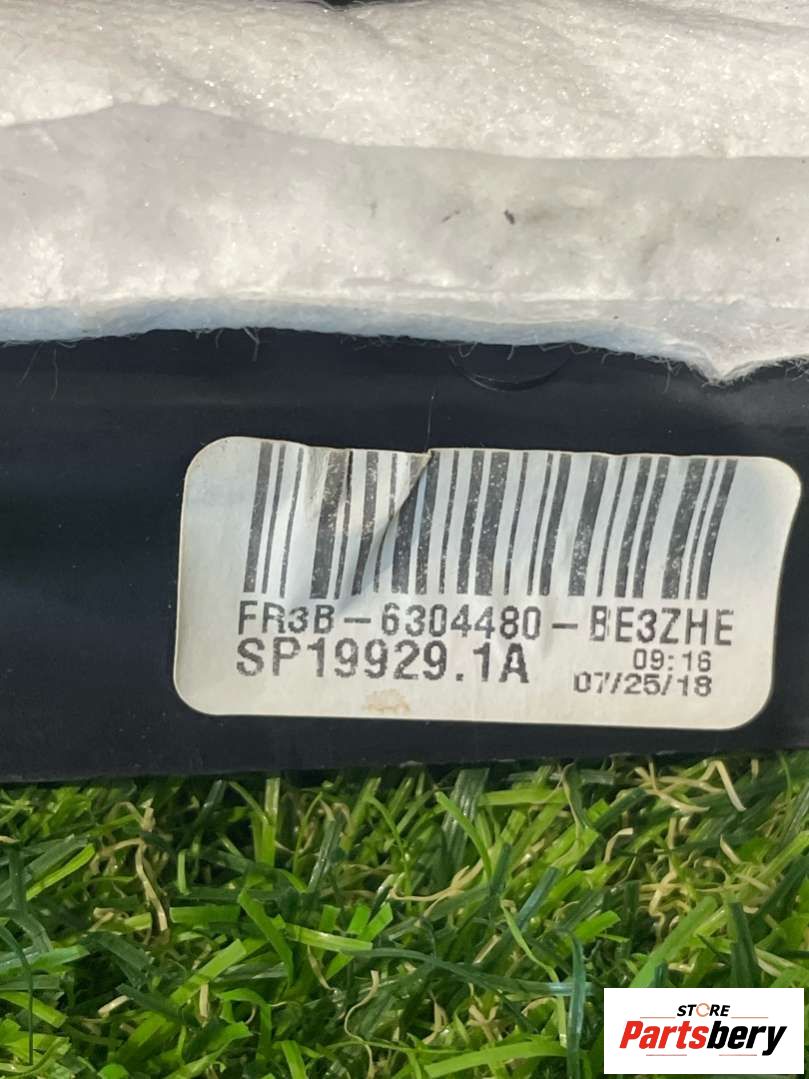 FR3B-6304480-BE3ZHE
SP19929.1A
09:16
07/25/18
STORE
Partsbery